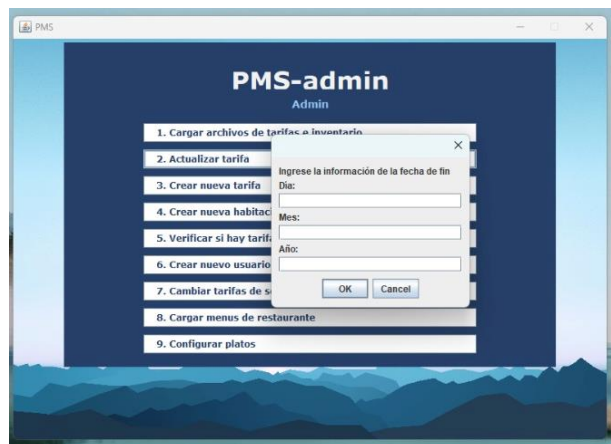 PMS
PMS-admin
Admin
1. Cargar archivos de tarifas e inventario
2. Actualizar tarifa
3. Crear nueva tarifa
4. Crear nueva habitac
5. Verificar si hay tarif
6. Crear nuevo usuario
7. Cambiar tarifas de s
8. Cargar menus de restaurante
9. Configurar platos
Ingrese la información de la fecha de fin
Dia:
Mes:
Año:
OK Cancel